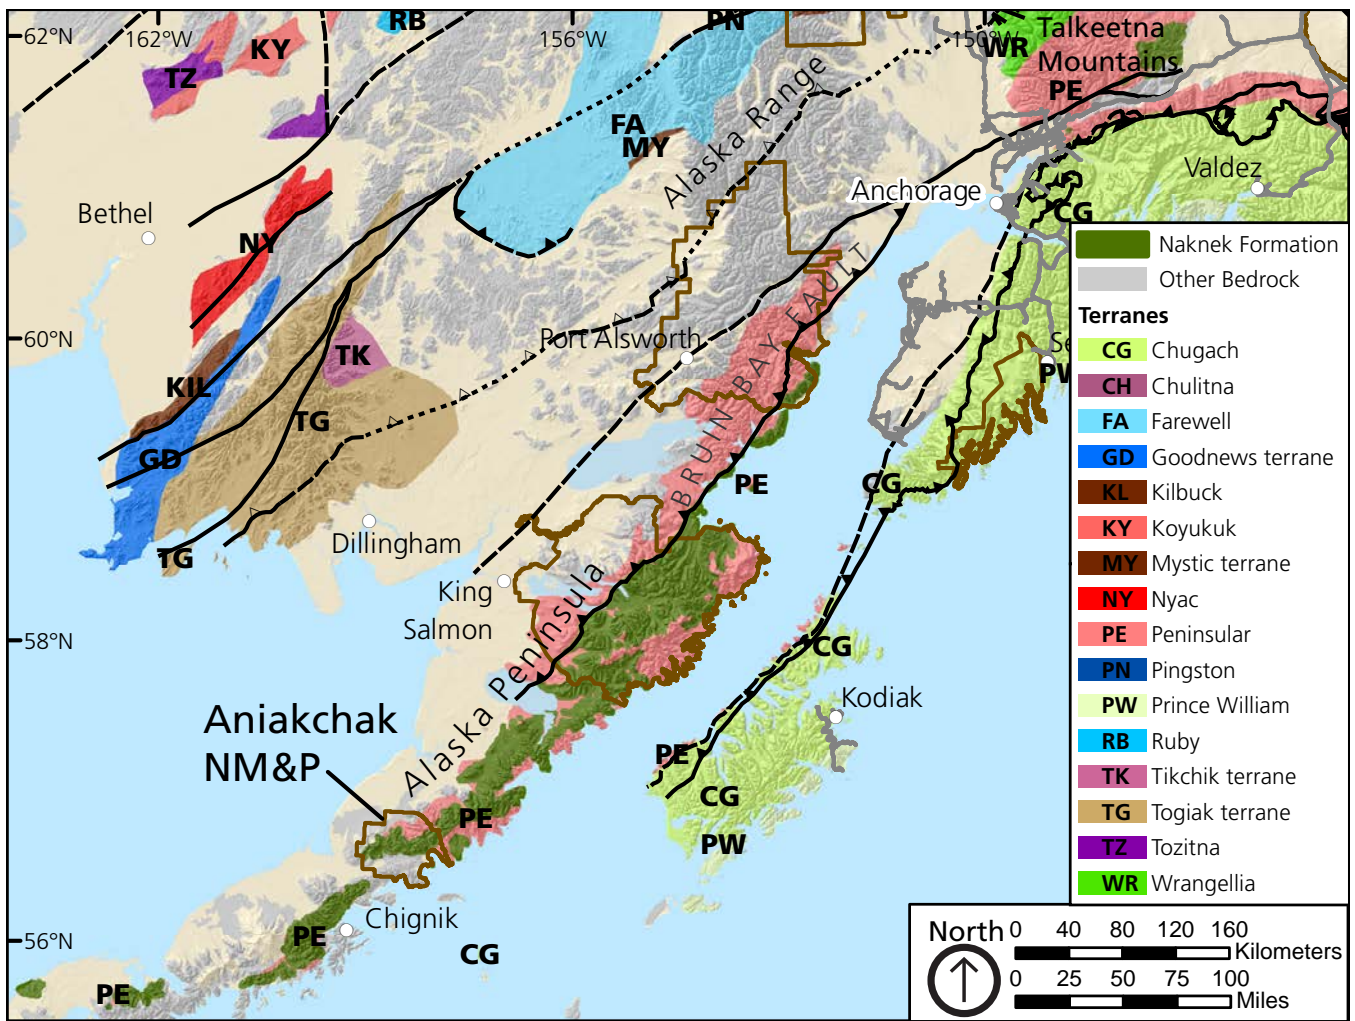 62°N
162°W
156°W
150°W
RB
PN
KY
TZ
WR
Talkeetna
Mountains
PE
FA
MY
Alaska Range
Valdez
Anchorage
CG
Bethel
NY
60°N
Port Alsworth
TK
KIL
TG
GD
BRUIN BAY FAULT
PE
CG
PW
TG
Dillingham
King
Salmon
58°N
Alaska Peninsula
CG
Kodiak
Aniakchak
NM&P
PE
CG
PW
PE
Chignik
PE
CG
56°N
PE
Naknek Formation
Other Bedrock
Terranes
CG Chugach
CH Chulitna
FA Farewell
GD Goodnews terrane
KL Kilbuck
KY Koyukuk
MY Mystic terrane
NY Nyac
PE Peninsular
PN Pingston
PW Prince William
RB Ruby
TK Tikchik terrane
TG Togiak terrane
TZ Tozitna
WR Wrangellia
North
0 40 80 120 160
Kilometers
0 25 50 75 100
Miles